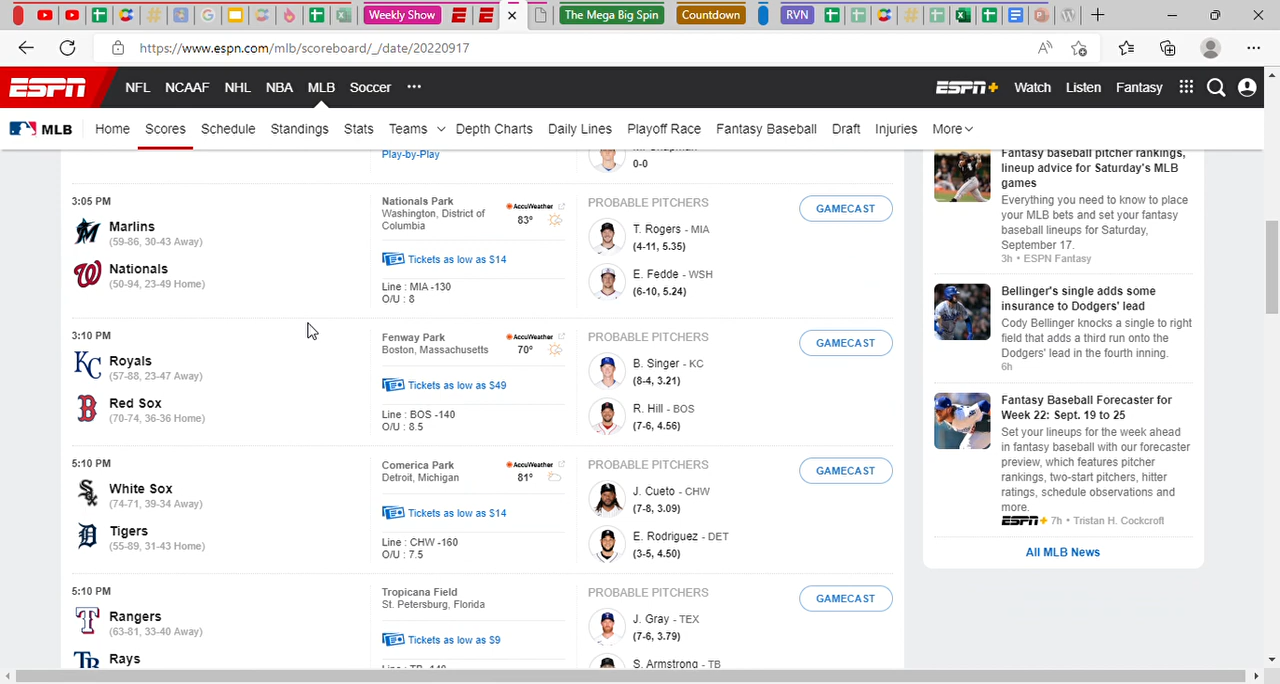 Weekly Show
The Mega Big Spin
Countdown
RVN
https://www.espn.com/mlb/scoreboard/_/date/20220917
ESPN
NFL NCAAF NHL NBA MLB Soccer
ESPN+ Watch Listen Fantasy
MLB Home Scores Schedule Standings Stats Teams Depth Charts Daily Lines Playoff Race Fantasy Baseball Draft Injuries More
Play-by-Play
M. Chapman
0-0
3:05 PM
Marlins
(59-86, 30-43 Away)
Nationals
(50-94, 23-49 Home)
Nationals Park
Washington, District of
Columbia
AccuWeather
83°
Tickets as low as $14
Line : MIA -130
O/U : 8
PROBABLE PITCHERS
T. Rogers - MIA
(4-11, 5.35)
E. Fedde - WSH
(6-10, 5.24)
GAMECAST
3:10 PM
Royals
(57-88, 23-47 Away)
Red Sox
(70-74, 36-36 Home)
Fenway Park
Boston, Massachusetts
AccuWeather
70°
Tickets as low as $49
Line : BOS -140
O/U : 8.5
PROBABLE PITCHERS
B. Singer - KC
(8-4, 3.21)
R. Hill - BOS
(7-6, 4.56)
GAMECAST
5:10 PM
White Sox
(74-71, 39-34 Away)
Tigers
(55-89, 31-43 Home)
Comerica Park
Detroit, Michigan
AccuWeather
81°
Tickets as low as $14
Line : CHW -160
O/U : 7.5
PROBABLE PITCHERS
J. Cueto - CHW
(7-8, 3.09)
E. Rodriguez - DET
(3-5, 4.50)
GAMECAST
5:10 PM
Rangers
(63-81, 33-40 Away)
Rays
Tropicana Field
St. Petersburg, Florida
Tickets as low as $9
Line : TB -140
PROBABLE PITCHERS
J. Gray - TEX
(7-6, 3.79)
S. Armstrong - TB
GAMECAST
Fantasy baseball pitcher rankings,
lineup advice for Saturday's MLB
games
Everything you need to know to place
your MLB bets and set your fantasy
baseball lineups for Saturday,
September 17.
3h • ESPN Fantasy
Bellinger's single adds some
insurance to Dodgers' lead
Cody Bellinger knocks a single to right
field that adds a third run onto the
Dodgers' lead in the fourth inning.
6h
Fantasy Baseball Forecaster for
Week 22: Sept. 19 to 25
Set your lineups for the week ahead
in fantasy baseball with our forecaster
preview, which features pitcher
rankings, two-start pitchers, hitter
ratings, schedule observations and
more.
ESPN+ 7h • Tristan H. Cockcroft
All MLB News